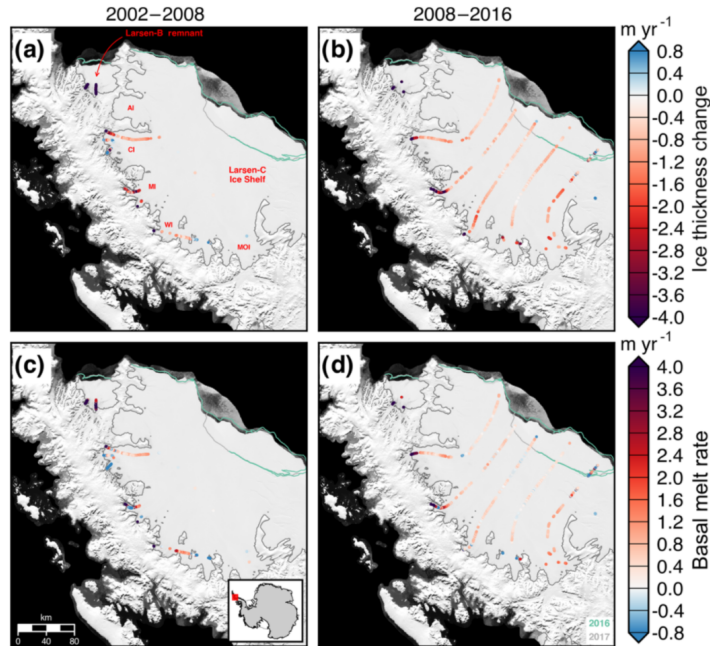 2002−2008
2008−2016
(a)
Larsen-B remnant
AI
CI
Larsen-C
Ice Shelf
MI
WI
MOI
(b)
m yr⁻¹
0.8
0.4
0.0
-0.4
-0.8
-1.2
-1.6
-2.0
-2.4
-2.8
-3.2
-3.6
-4.0
Ice thickness change
(c)
km
0 40 80
(d)
2016
2017
m yr⁻¹
4.0
3.6
3.2
2.8
2.4
2.0
1.6
1.2
0.8
0.4
0.0
-0.4
-0.8
Basal melt rate